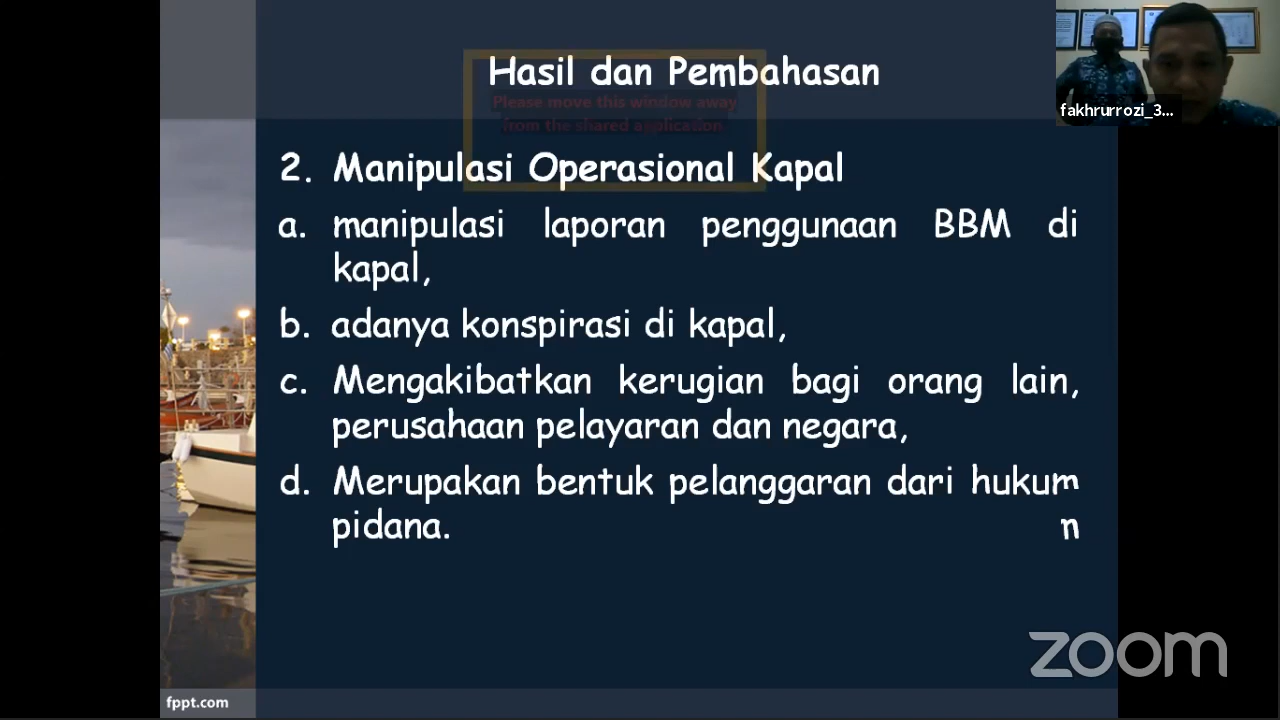 Hasil dan Pembahasan
Please move this window away
from the shared application
fakhrurrozi_3...
2. Manipulasi Operasional Kapal
a. manipulasi laporan penggunaan BBM di
kapal,
b. adanya konspirasi di kapal,
c. Mengakibatkan kerugian bagi orang lain,
perusahaan pelayaran dan negara,
d. Merupakan bentuk pelanggaran dari hukum
pidana.
n
zoom
fppt.com